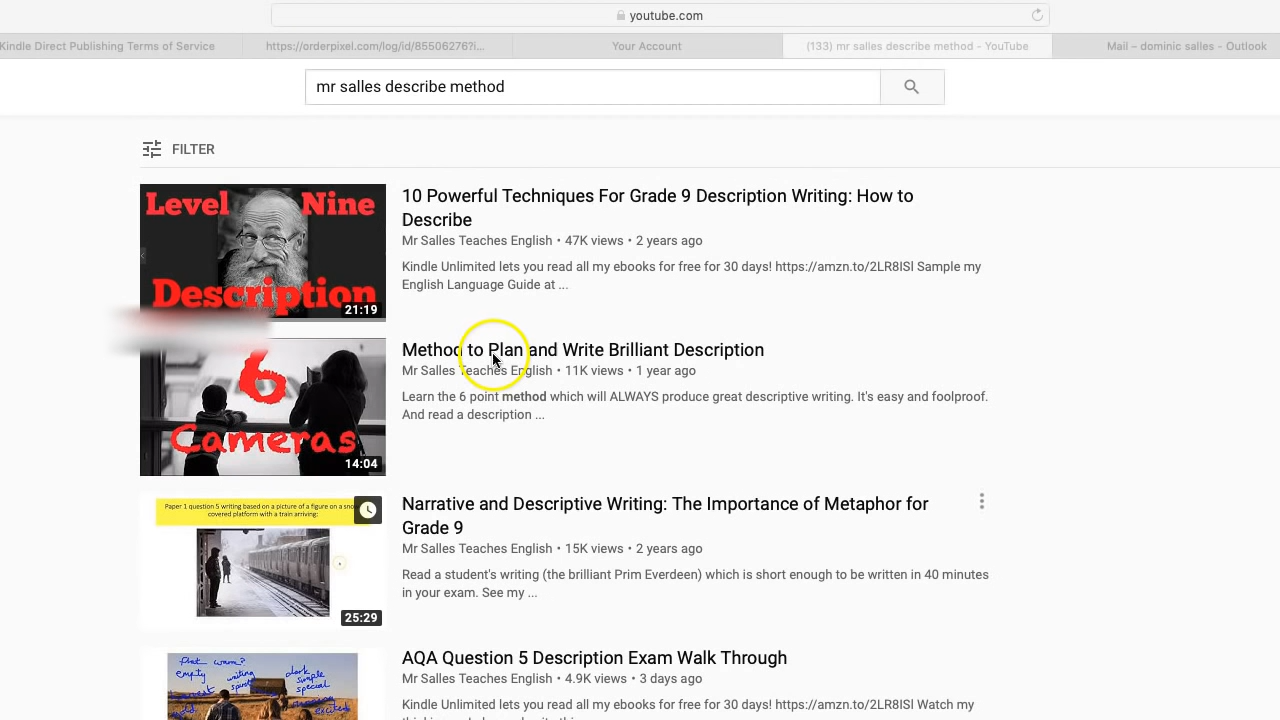 youtube.com
Kindle Direct Publishing Terms of Service
https://orderpixel.com/log/id/85506276?i...
Your Account
(133) mr salles describe method - YouTube
Mail – dominic salles - Outlook
mr salles describe method
FILTER
Level Nine
Description
21:19
10 Powerful Techniques For Grade 9 Description Writing: How to
Describe
Mr Salles Teaches English • 47K views • 2 years ago
Kindle Unlimited lets you read all my ebooks for free for 30 days! https://amzn.to/2LR8ISl Sample my
English Language Guide at ...
6
Cameras
14:04
Method to Plan and Write Brilliant Description
Mr Salles Teaches English • 11K views • 1 year ago
Learn the 6 point method which will ALWAYS produce great descriptive writing. It's easy and foolproof.
And read a description ...
Paper 1 question 5 writing based on a picture of a figure on a
covered platform with a train arriving:
25:29
Narrative and Descriptive Writing: The Importance of Metaphor for
Grade 9
Mr Salles Teaches English • 15K views • 2 years ago
Read a student's writing (the brilliant Prim Everdeen) which is short enough to be written in 40 minutes
in your exam. See my ...
empty
writing
dark
simple
special
AQA Question 5 Description Exam Walk Through
Mr Salles Teaches English • 4.9K views • 3 days ago
Kindle Unlimited lets you read all my ebooks for free for 30 days! https://amzn.to/2LR8ISl Watch my